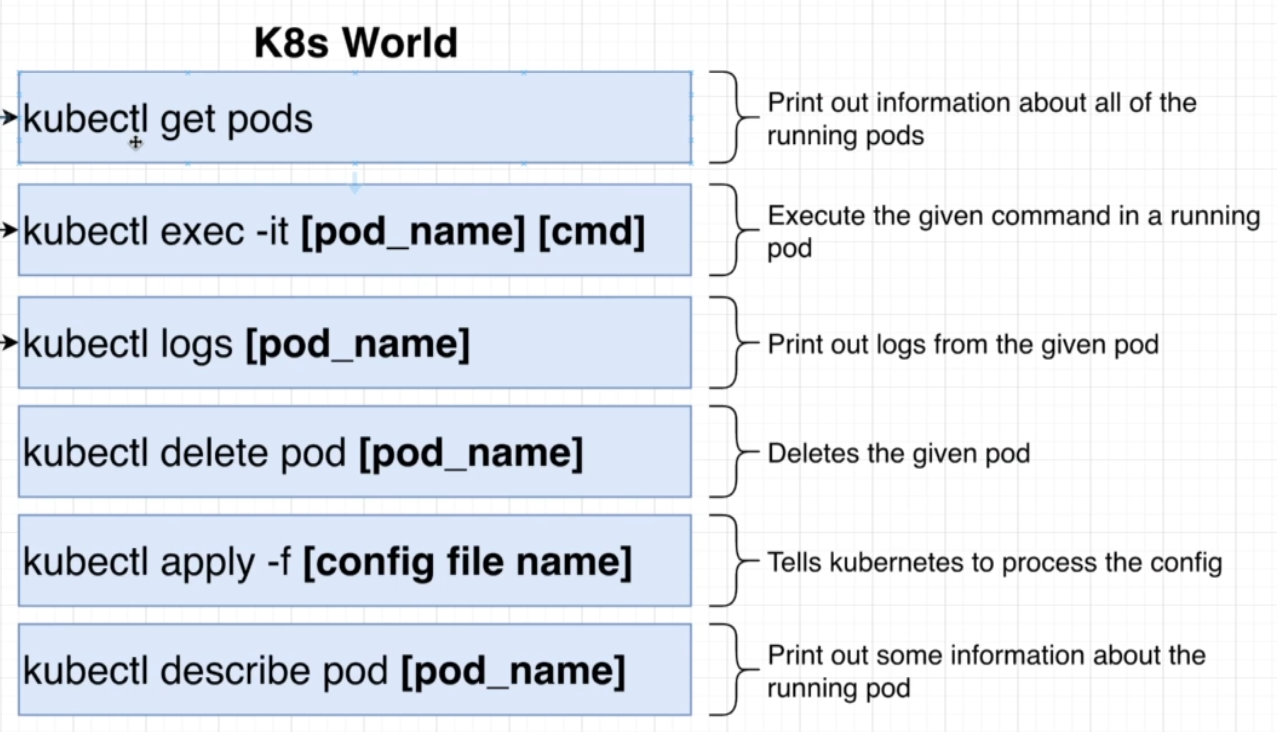 K8s World
kubectl get pods
Print out information about all of the
running pods
kubectl exec -it [pod_name] [cmd]
Execute the given command in a running
pod
kubectl logs [pod_name]
Print out logs from the given pod
kubectl delete pod [pod_name]
Deletes the given pod
kubectl apply -f [config file name]
Tells kubernetes to process the config
kubectl describe pod [pod_name]
Print out some information about the
running pod